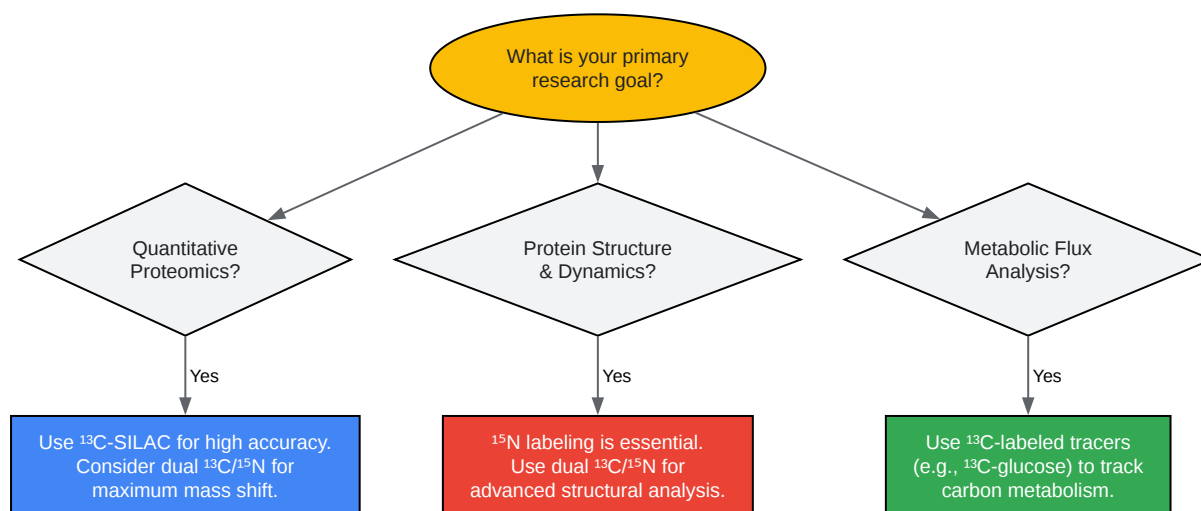 What is your primary
research goal?
Quantitative
Proteomics?
Protein Structure
& Dynamics?
Metabolic Flux
Analysis?
Yes
Yes
Yes
Use ¹³C-SILAC for high accuracy.
Consider dual ¹³C/¹⁵N for
maximum mass shift.
¹⁵N labeling is essential.
Use dual ¹³C/¹⁵N for
advanced structural analysis.
Use ¹³C-labeled tracers
(e.g., ¹³C-glucose) to track
carbon metabolism.